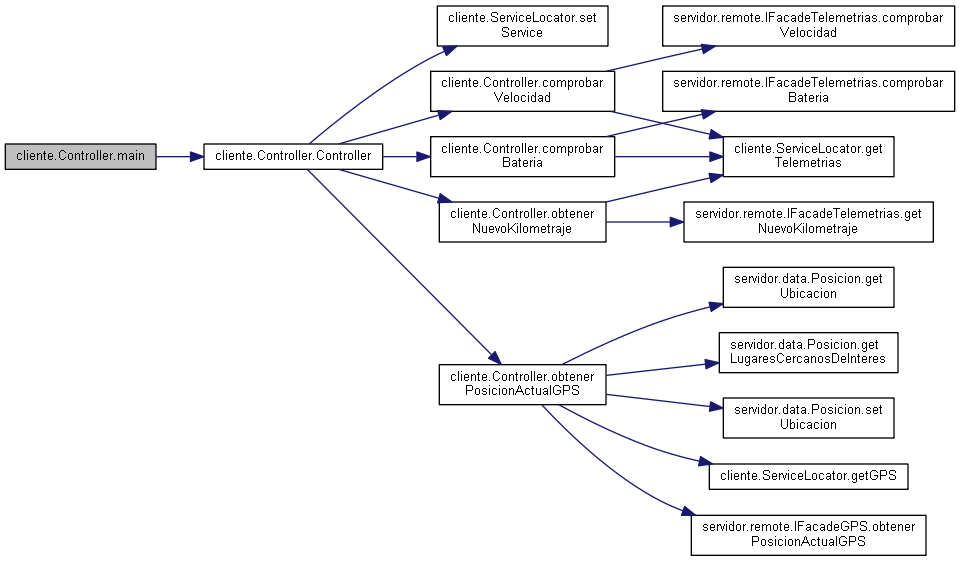 cliente.Controller.main
cliente.Controller.Controller
cliente.ServiceLocator.set
Service
cliente.Controller.comprobar
Velocidad
cliente.Controller.comprobar
Bateria
cliente.Controller.obtener
NuevoKilometraje
cliente.Controller.obtener
PosicionActualGPS
servidor.remote.IFacadeTelemetrias.comprobar
Velocidad
servidor.remote.IFacadeTelemetrias.comprobar
Bateria
cliente.ServiceLocator.get
Telemetrias
servidor.remote.IFacadeTelemetrias.get
NuevoKilometraje
servidor.data.Posicion.get
Ubicacion
servidor.data.Posicion.get
LugaresCercanosDeInteres
servidor.data.Posicion.set
Ubicacion
cliente.ServiceLocator.getGPS
servidor.remote.IFacadeGPS.obtener
PosicionActualGPS